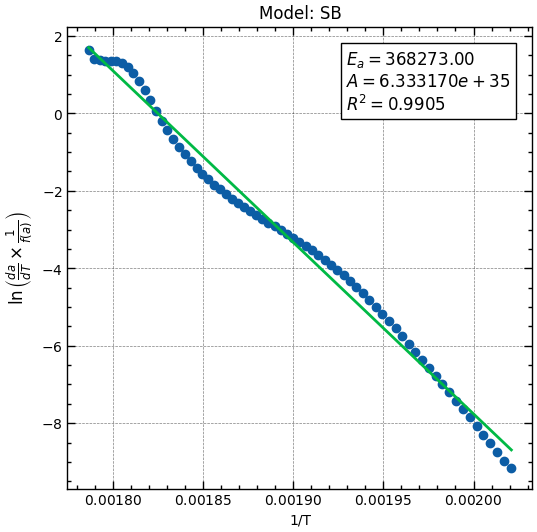 Model: SB
E_a = 368273.00
A = 6.333170e + 35
R^2 = 0.9905
2
0
−2
−4
−6
−8
ln (da/dT × 1/f(a))
0.00180 0.00185 0.00190 0.00195 0.00200
1/T